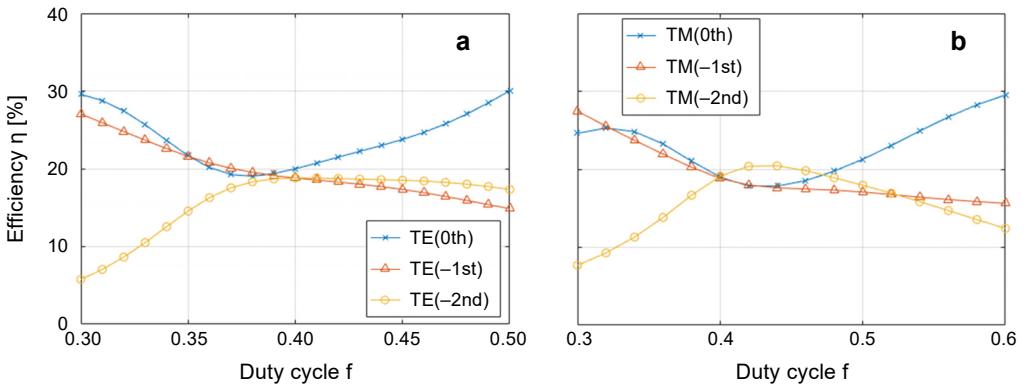 40
30
20
10
0
Efficiency η [%]
a
TE(0th)
TE(–1st)
TE(–2nd)
0.30
0.35
0.40
0.45
0.50
Duty cycle f
TM(0th)
TM(–1st)
TM(–2nd)
b
0.3
0.4
0.5
0.6
Duty cycle f